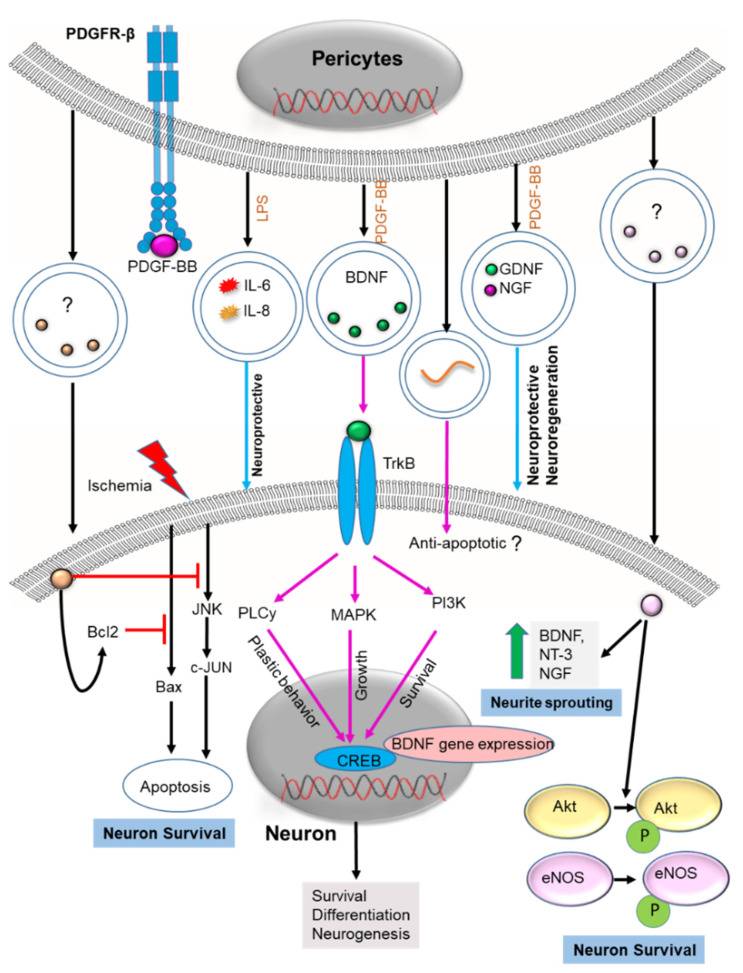 PDGFR-β
Pericytes
PDGF-BB
LPS
PDGF-BB
PDGF-BB
?
?
IL-6
IL-8
BDNF
GDNF
NGF
Neuroprotective
Neuroprotective
Neuroregeneration
Ischemia
TrkB
Anti-apoptotic ?
JNK
Bcl2
c-JUN
Bax
Apoptosis
Neuron Survival
PLCy
MAPK
PI3K
Plastic behavior
Growth
Survival
BDNF,
NT-3
NGF
Neurite sprouting
CREB
BDNF gene expression
Neuron
Survival
Differentiation
Neurogenesis
Akt
Akt
P
eNOS
eNOS
P
Neuron Survival